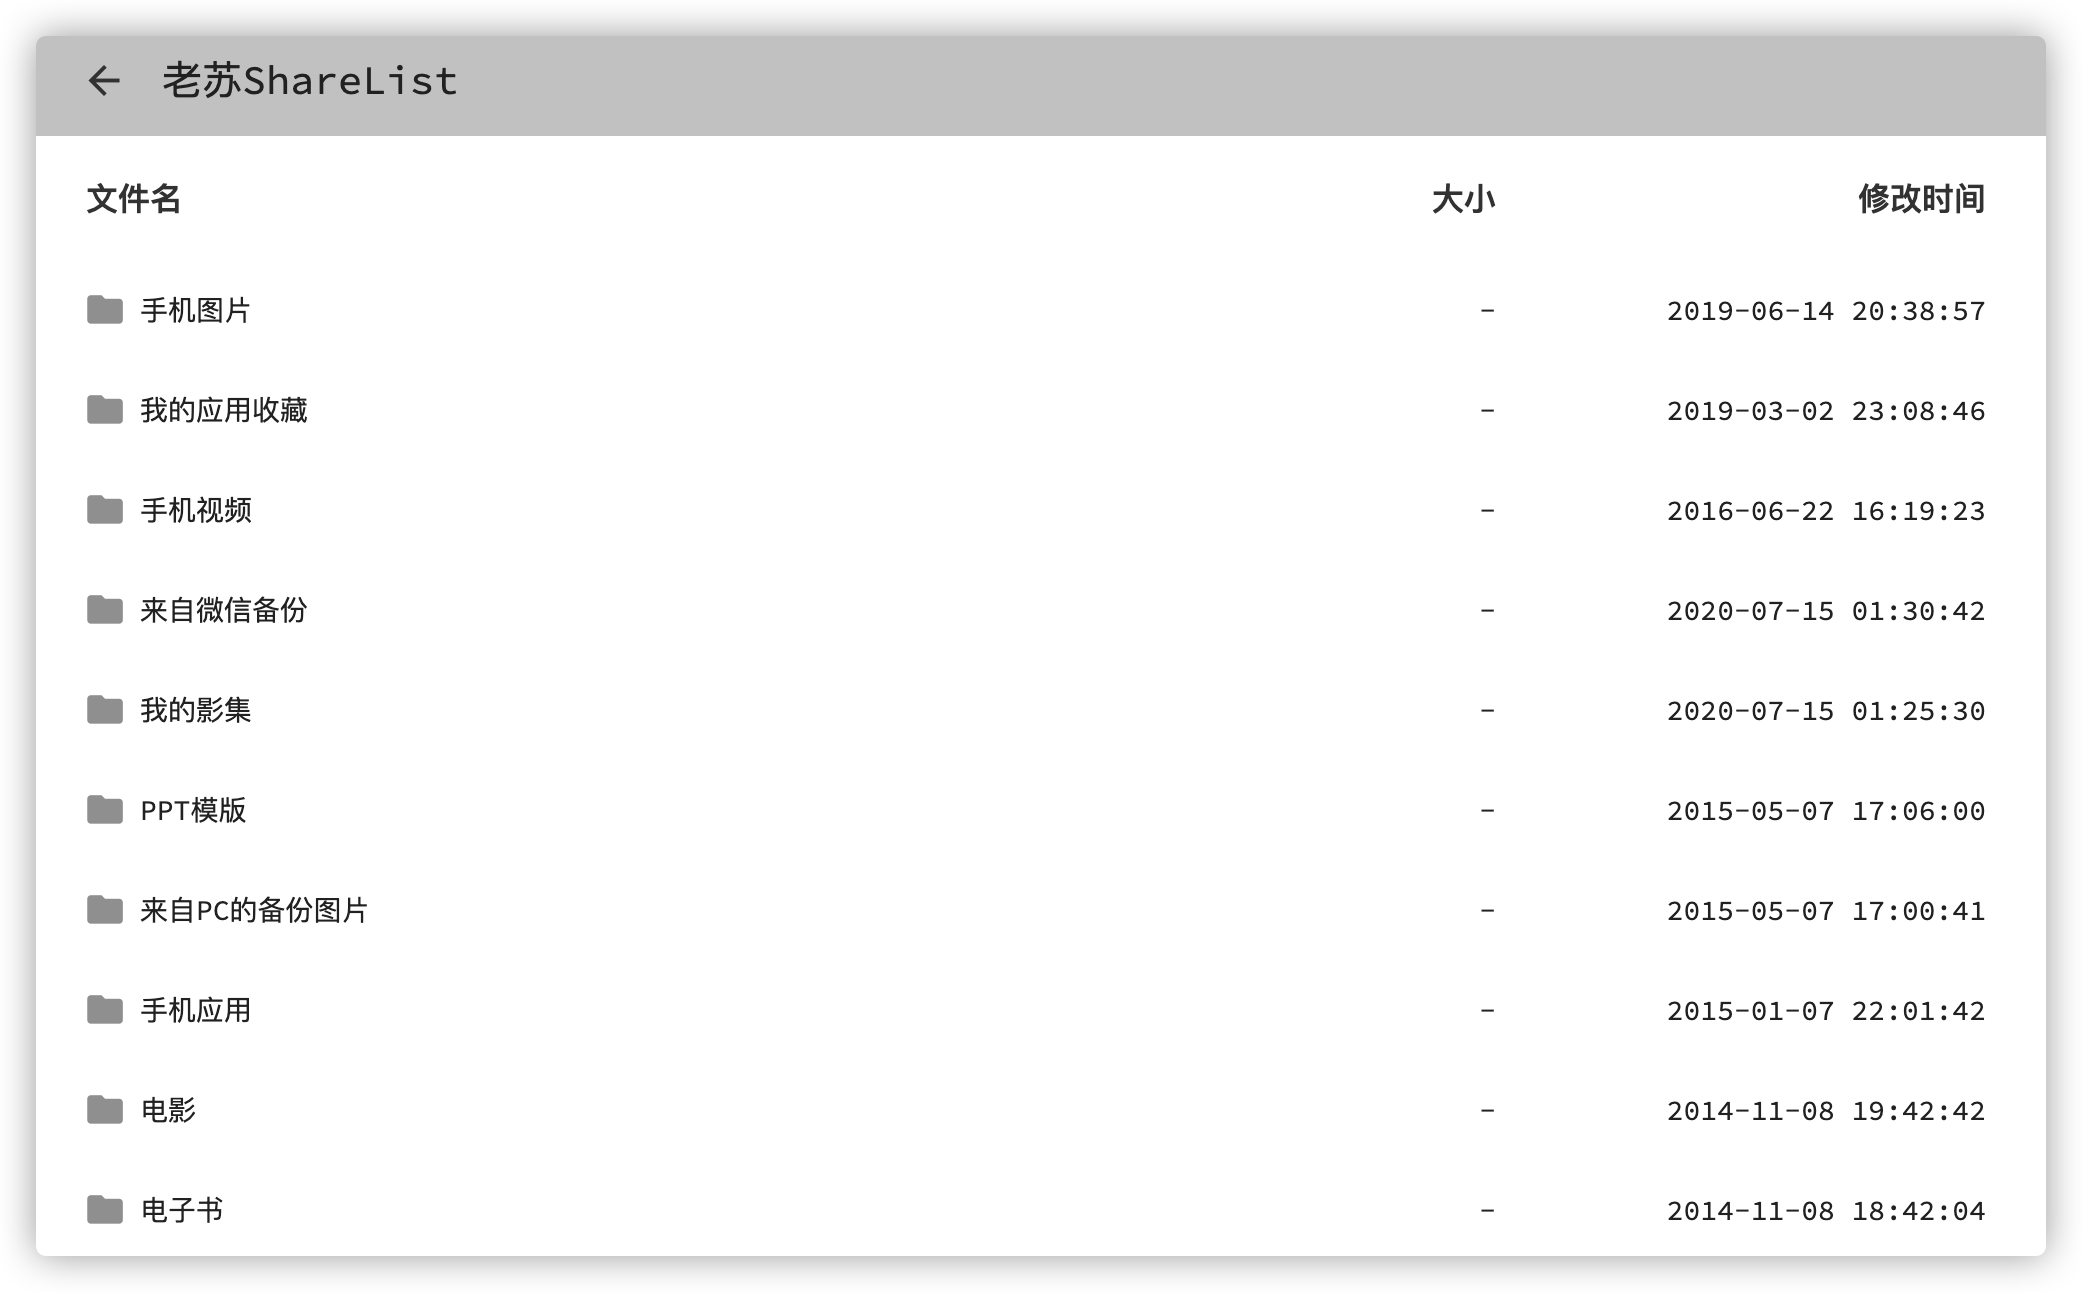 老苏ShareList
文件名 大小 修改时间
手机图片 - 2019-06-14 20:38:57
我的应用收藏 - 2019-03-02 23:08:46
手机视频 - 2016-06-22 16:19:23
来自微信备份 - 2020-07-15 01:30:42
我的影集 - 2020-07-15 01:25:30
PPT模版 - 2015-05-07 17:06:00
来自PC的备份图片 - 2015-05-07 17:00:41
手机应用 - 2015-01-07 22:01:42
电影 - 2014-11-08 19:42:42
电子书 - 2014-11-08 18:42:04